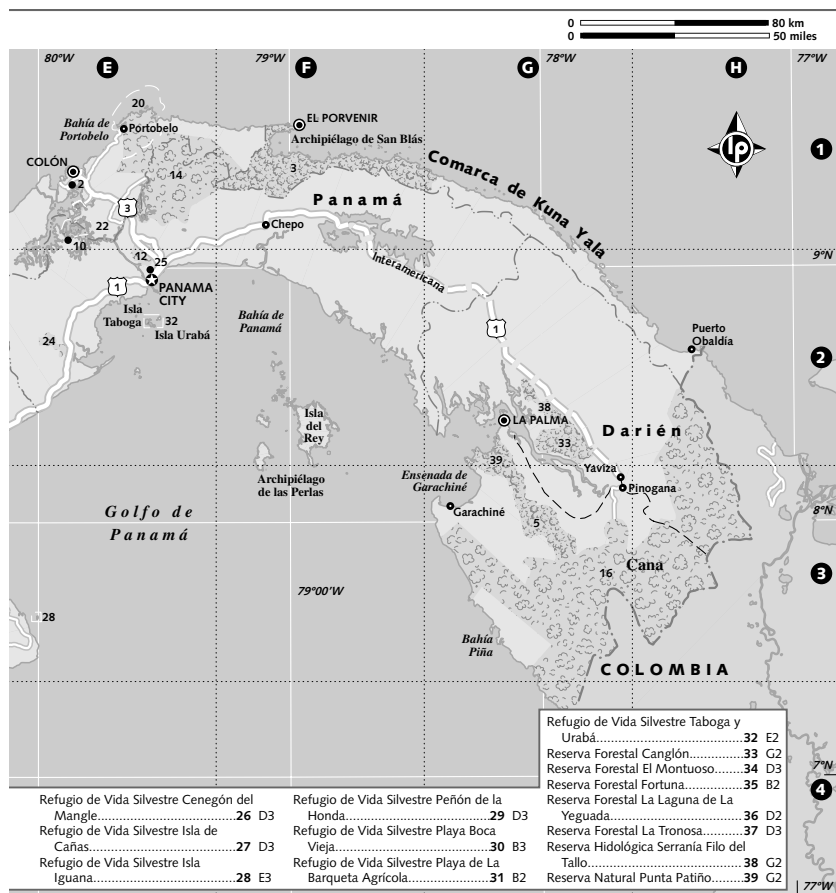 0 80 km
0 50 miles
80°W E 79°W F G 78°W H 77°W
20
Bahía de
Portobelo
Portobelo
EL PORVENIR
Archipiélago de San Blás
lp
1
COLÓN
2
14
3
Comarca de Kuna Yala
3
Panamá
22
Chepo
10
12
25
Interamericana
9°N
PANAMA
CITY
1
Isla
Taboga
32
Isla Urabá
Bahía de
Panamá
1
Puerto
Obaldía
24
2
38
LA PALMA
Isla
del
Rey
33
Darién
39
Yaviza
Archipiélago
de las Perlas
Ensenada de
Garachiné
Pinogana
Garachiné
Golfo de
Panamá
5
8°N
Cana
16
3
79°00'W
28
Bahía
Piña
COLOMBIA
7°N
4
77°W
Refugio de Vida Silvestre Cenegón del
Mangle..............................26 D3
Refugio de Vida Silvestre Isla de
Cañas................................27 D3
Refugio de Vida Silvestre Isla
Iguana...............................28 E3
Refugio de Vida Silvestre Peñón de la
Honda................................29 D3
Refugio de Vida Silvestre Playa Boca
Vieja..................................30 B3
Refugio de Vida Silvestre Playa de La
Barqueta Agrícola...............31 B2
Refugio de Vida Silvestre Taboga y
Urabá.................................32 E2
Reserva Forestal Canglón........33 G2
Reserva Forestal El Montuoso...34 D3
Reserva Forestal Fortuna.........35 B2
Reserva Forestal La Laguna de La
Yeguada.............................36 D2
Reserva Forestal La Tronosa.....37 D3
Reserva Hidológica Serranía Filo del
Tallo...................................38 G2
Reserva Natural Punta Patiño...39 G2